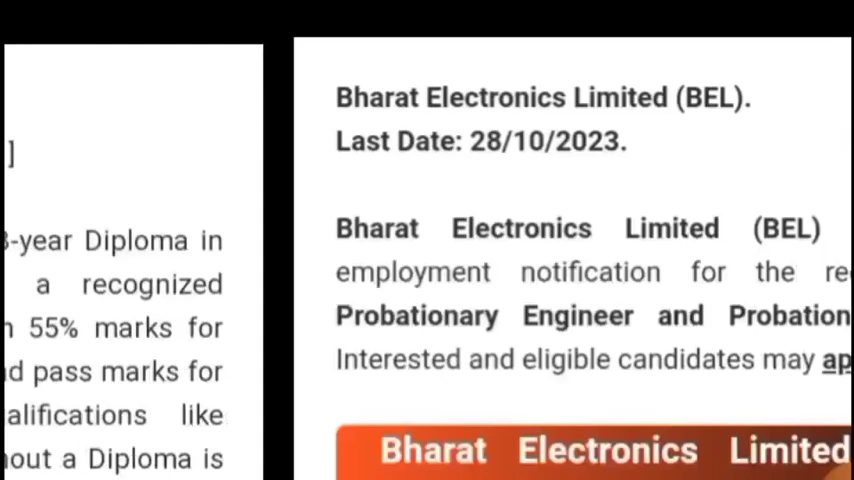 ]
-year Diploma in
a recognized
55% marks for
pass marks for
like
a Diploma is
Bharat Electronics Limited (BEL).
Last Date: 28/10/2023.
Bharat Electronics Limited (BEL)
employment notification for the
Probationary Engineer and
Interested and eligible candidates may
Bharat Electronics Limited